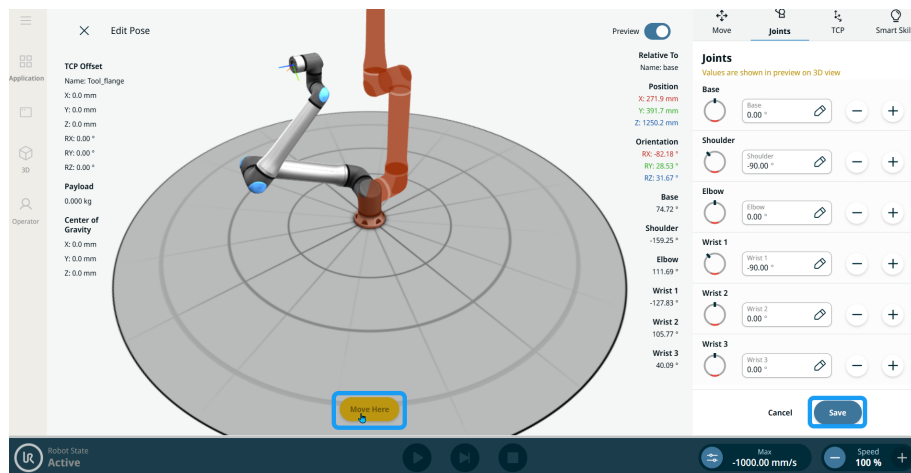 Edit Pose
Preview
Move
Joints
TCP
Smart Skil
Application
3D
Operator
TCP Offset
Name: Tool_flange
X: 0.0 mm
Y: 0.0 mm
Z: 0.0 mm
RX: 0.00 °
RY: 0.00 °
RZ: 0.00 °
Payload
0.000 kg
Center of
Gravity
X: 0.0 mm
Y: 0.0 mm
Z: 0.0 mm
Relative To
Name: base
Position
X: 271.9 mm
Y: 391.7 mm
Z: 1250.2 mm
Orientation
RX: -82.18 °
RY: 28.53 °
RZ: 31.67 °
Base
74.72 °
Shoulder
-159.25 °
Elbow
111.69 °
Wrist 1
-127.83 °
Wrist 2
105.77 °
Wrist 3
40.09 °
Move Here
Joints
Values are shown in preview on 3D view
Base
Base
0.00 °
Shoulder
Shoulder
-90.00 °
Elbow
Elbow
0.00 °
Wrist 1
Wrist 1
-90.00 °
Wrist 2
Wrist 2
0.00 °
Wrist 3
Wrist 3
0.00 °
Cancel
Save
UR
Robot State
Active
Max
-1000.00 mm/s
Speed
100 %